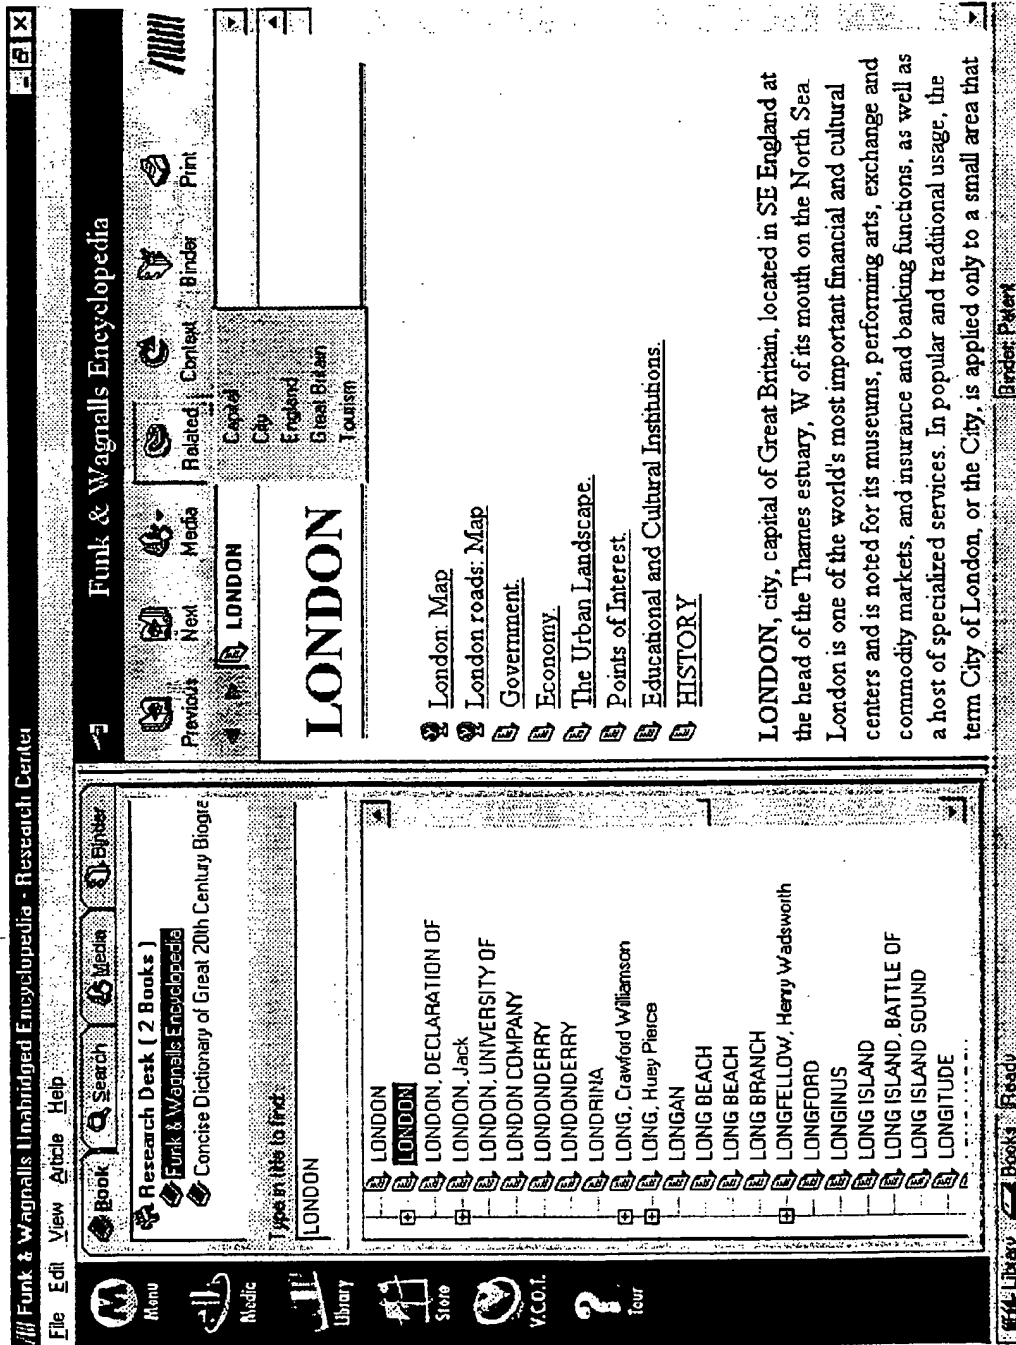 Funk & Wagnalls Unabridged Encyclopedia - Research Center
File Edit View Article Help
Menu
Media
Library
Store
V.C.O.T.
Tour
Book Search Media Binder
Research Desk ( 2 Books )
Funk & Wagnalls Encyclopedia
Concise Dictionary of Great 20th Century Biogra
Type in title to find:
LONDON
LONDON
LONDON
LONDON, DECLARATION OF
LONDON, Jack
LONDON, UNIVERSITY OF
LONDON COMPANY
LONDONDERRY
LONDONDERRY
LONDRINA
LONG, Crawford Williamson
LONG, Huey Pierce
LONGAN
LONG BEACH
LONG BEACH
LONG BRANCH
LONGFELLOW, Henry Wadsworth
LONGFORD
LONGINUS
LONG ISLAND
LONG ISLAND, BATTLE OF
LONG ISLAND SOUND
LONGITUDE
Funk & Wagnalls Encyclopedia
Previous Next Media Related Context Binder Print
LONDON
Capital
City
England
Great Britain
Tourism
LONDON
London: Map
London roads: Map
Government.
Economy.
The Urban Landscape.
Points of Interest.
Educational and Cultural Institutions.
HISTORY
LONDON, city, capital of Great Britain, located in SE England at
the head of the Thames estuary, W of its mouth on the North Sea.
London is one of the world's most important financial and cultural
centers and is noted for its museums, performing arts, exchange and
commodity markets, and insurance and banking functions, as well as
a host of specialized services. In popular and traditional usage, the
term City of London, or the City, is applied only to a small area that
Library Books Ready
Binder: Patent